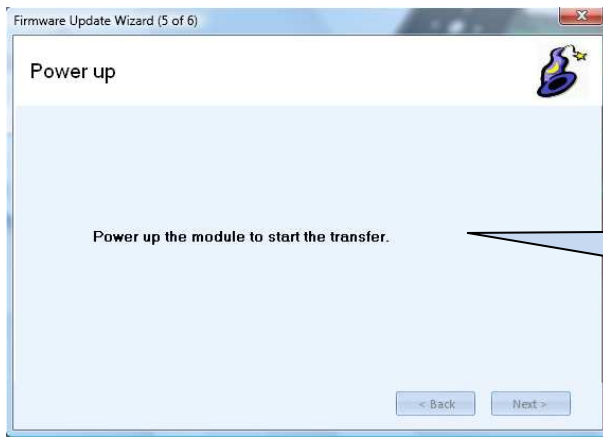 Firmware Update Wizard (5 of 6)
Power up
Power up the module to start the transfer.
< Back Next >